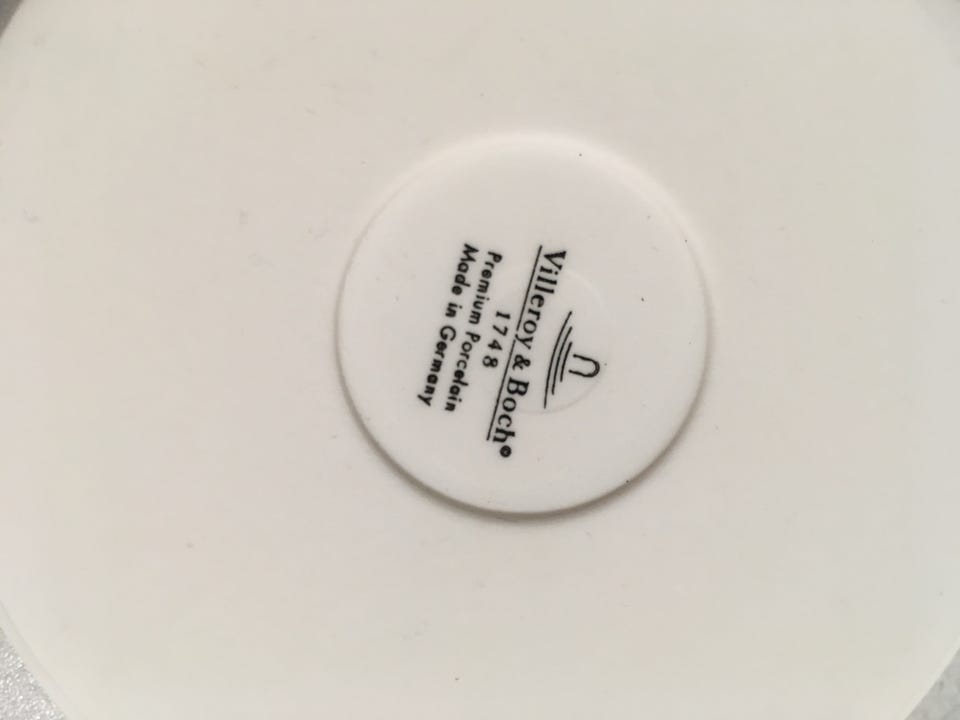 Villeroy & Boch®
1748
Premium Porcelain
Made in Germany